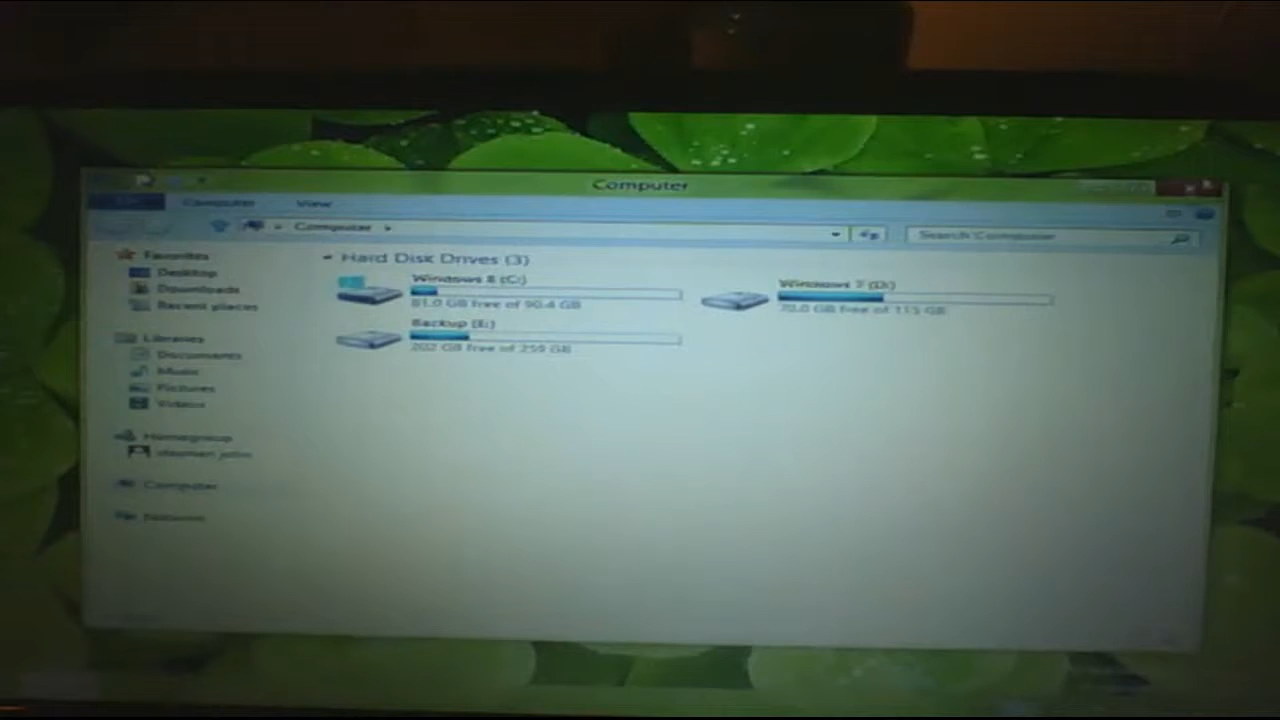 Computer
Computer
View
Computer
Search Computer
Favorites
Desktop
Downloads
Recent places
Libraries
Documents
Music
Pictures
Videos
Homegroup
Computer
Network
Hard Disk Drives (3)
Windows 8 (C:)
81.0 GB free of 90.4 GB
Windows 7 (D:)
70.0 GB free of 115 GB
Backup (E:)
202 GB free of 259 GB